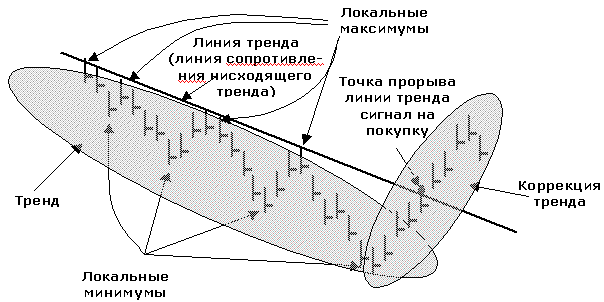 Локальные
максимумы
Линия тренда
(линия сопротивле-
ния нисходящего
тренда)
Точка прорыва
линии тренда
сигнал на
покупку
Тренд
Коррекция
тренда
Локальные
минимумы